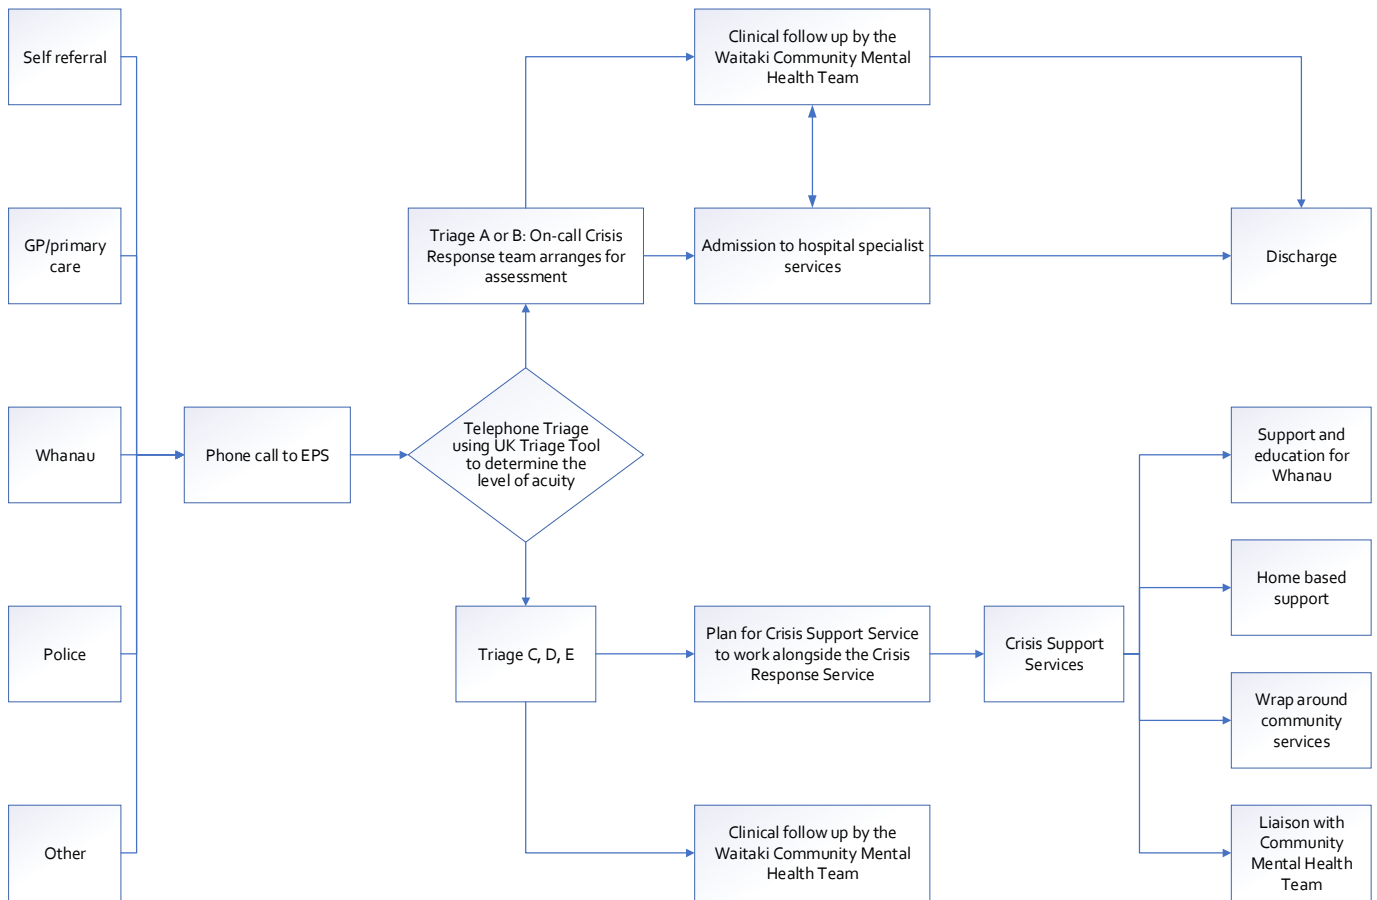 Self referral
Clinical follow up by the
Waitaki Community Mental
Health Team
GP/primary
care
Triage A or B: On-call Crisis
Response team arranges for
assessment
Admission to hospital specialist
services
Discharge
Whanau
Phone call to EPS
Telephone Triage
using UK Triage Tool
to determine the
level of acuity
Support and
education for
Whanau
Home based
support
Police
Triage C, D, E
Plan for Crisis Support Service
to work alongside the Crisis
Response Service
Crisis Support
Services
Wrap around
community
services
Other
Clinical follow up by the
Waitaki Community Mental
Health Team
Liaison with
Community
Mental Health
Team